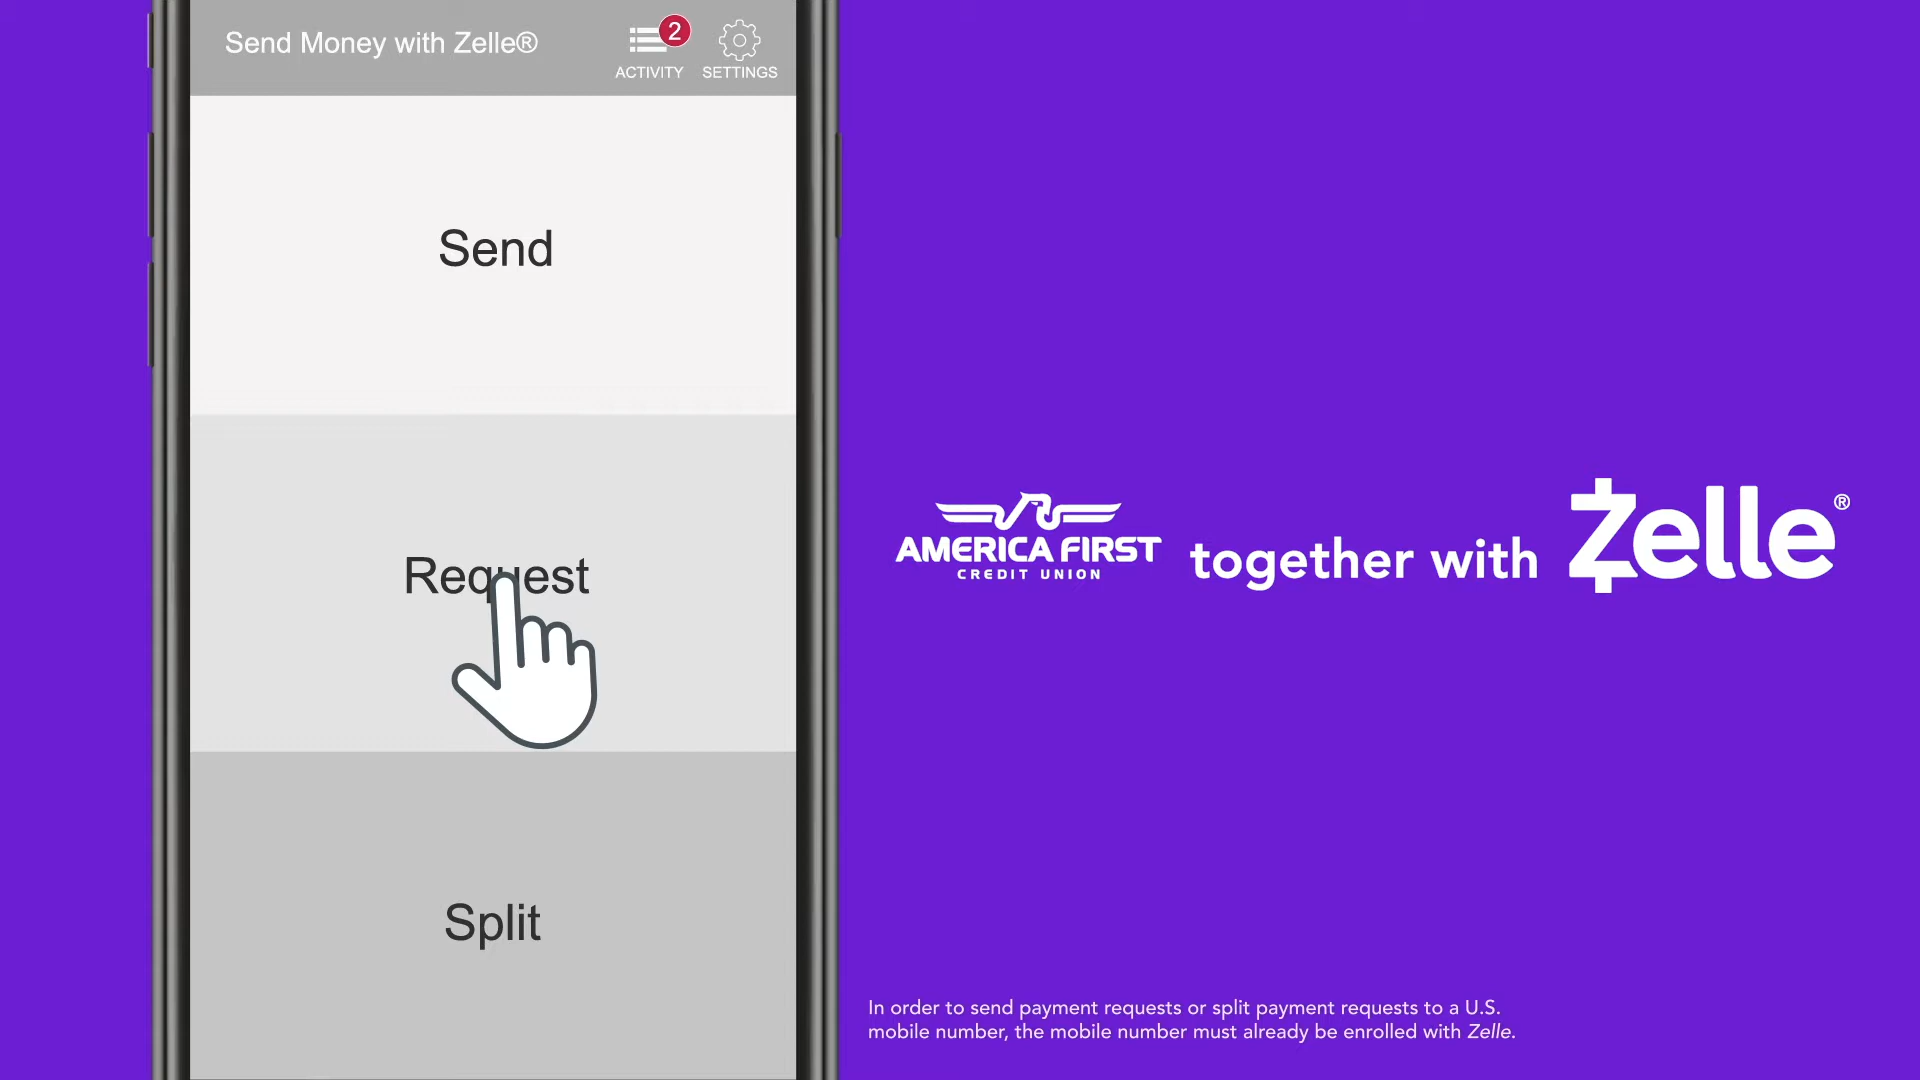 Send Money with Zelle®
2
ACTIVITY SETTINGS
Send
Request
Split
AMERICA FIRST
CREDIT UNION
together with
Zelle®
In order to send payment requests or split payment requests to a U.S.
mobile number, the mobile number must already be enrolled with Zelle.